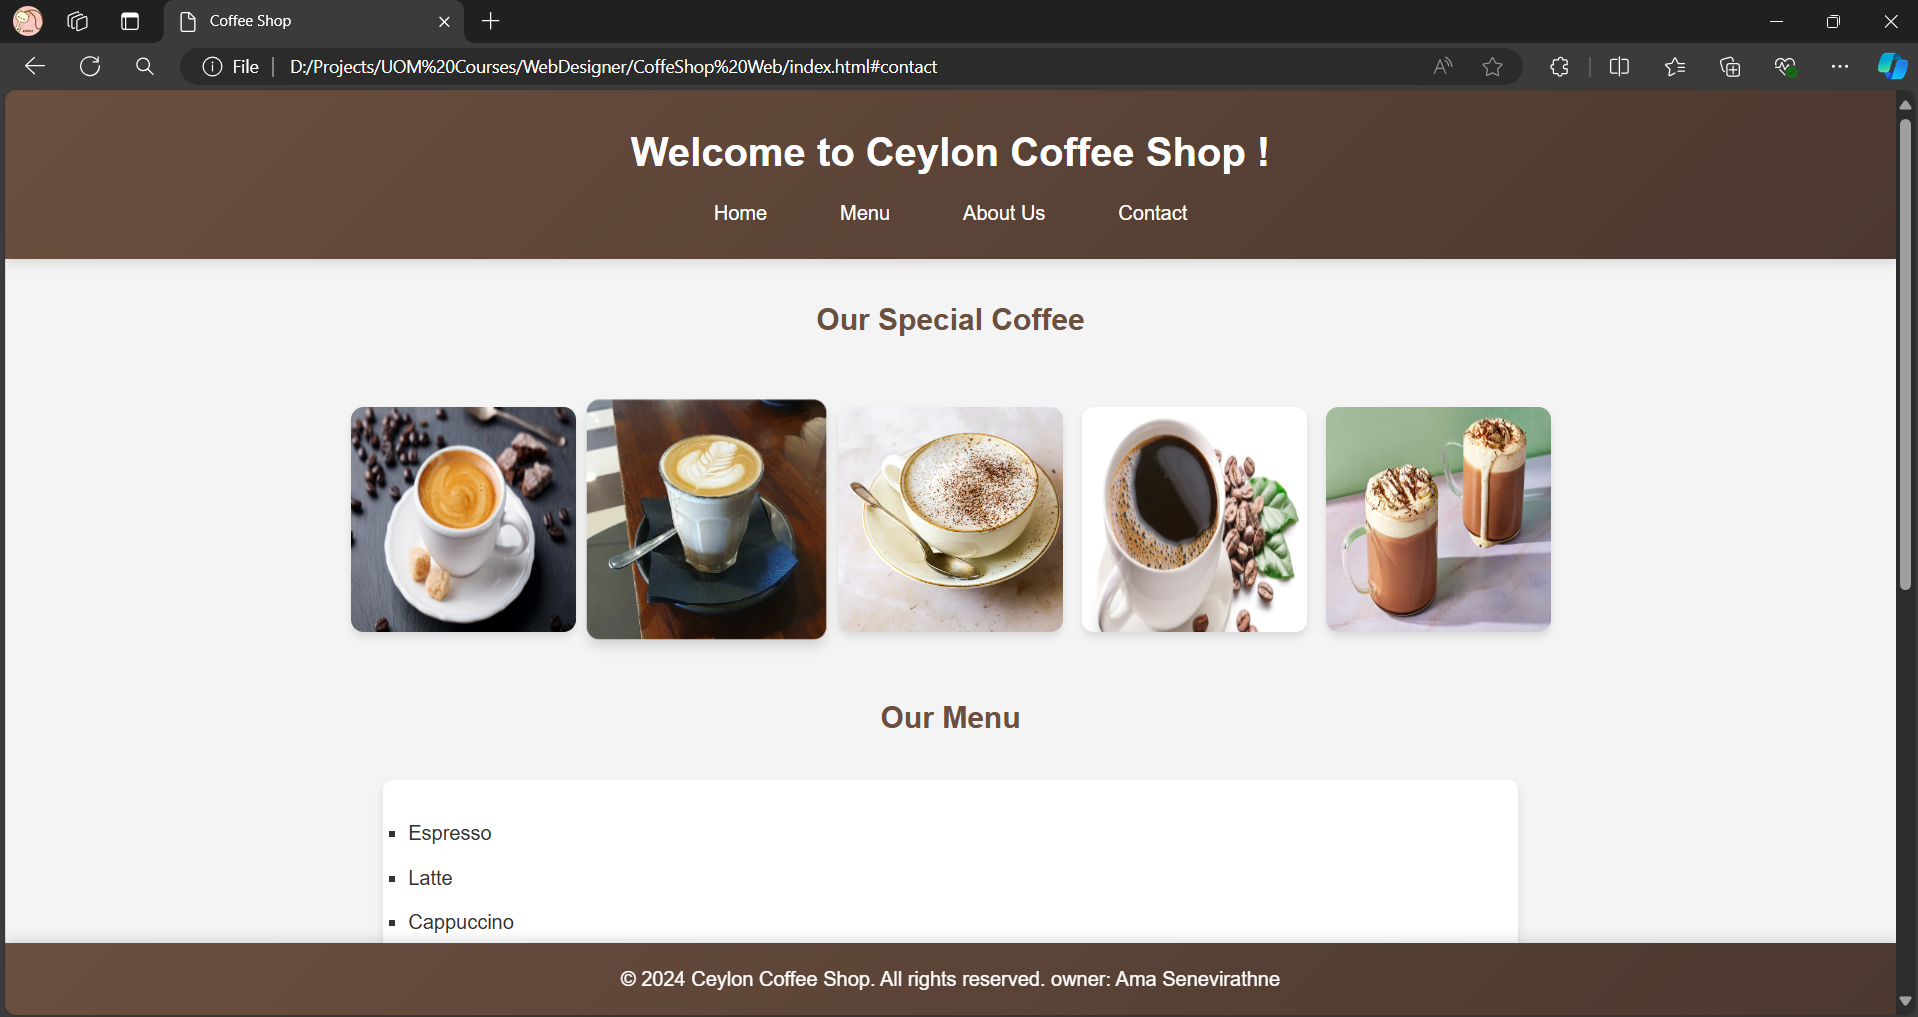 Coffee Shop
File
D:/Projects/UOM%20Courses/WebDesigner/CoffeShop%20Web/index.html#contact
Welcome to Ceylon Coffee Shop !
Home Menu About Us Contact
Our Special Coffee
Our Menu
Espresso
Latte
Cappuccino
© 2024 Ceylon Coffee Shop. All rights reserved. owner: Ama Senevirathne